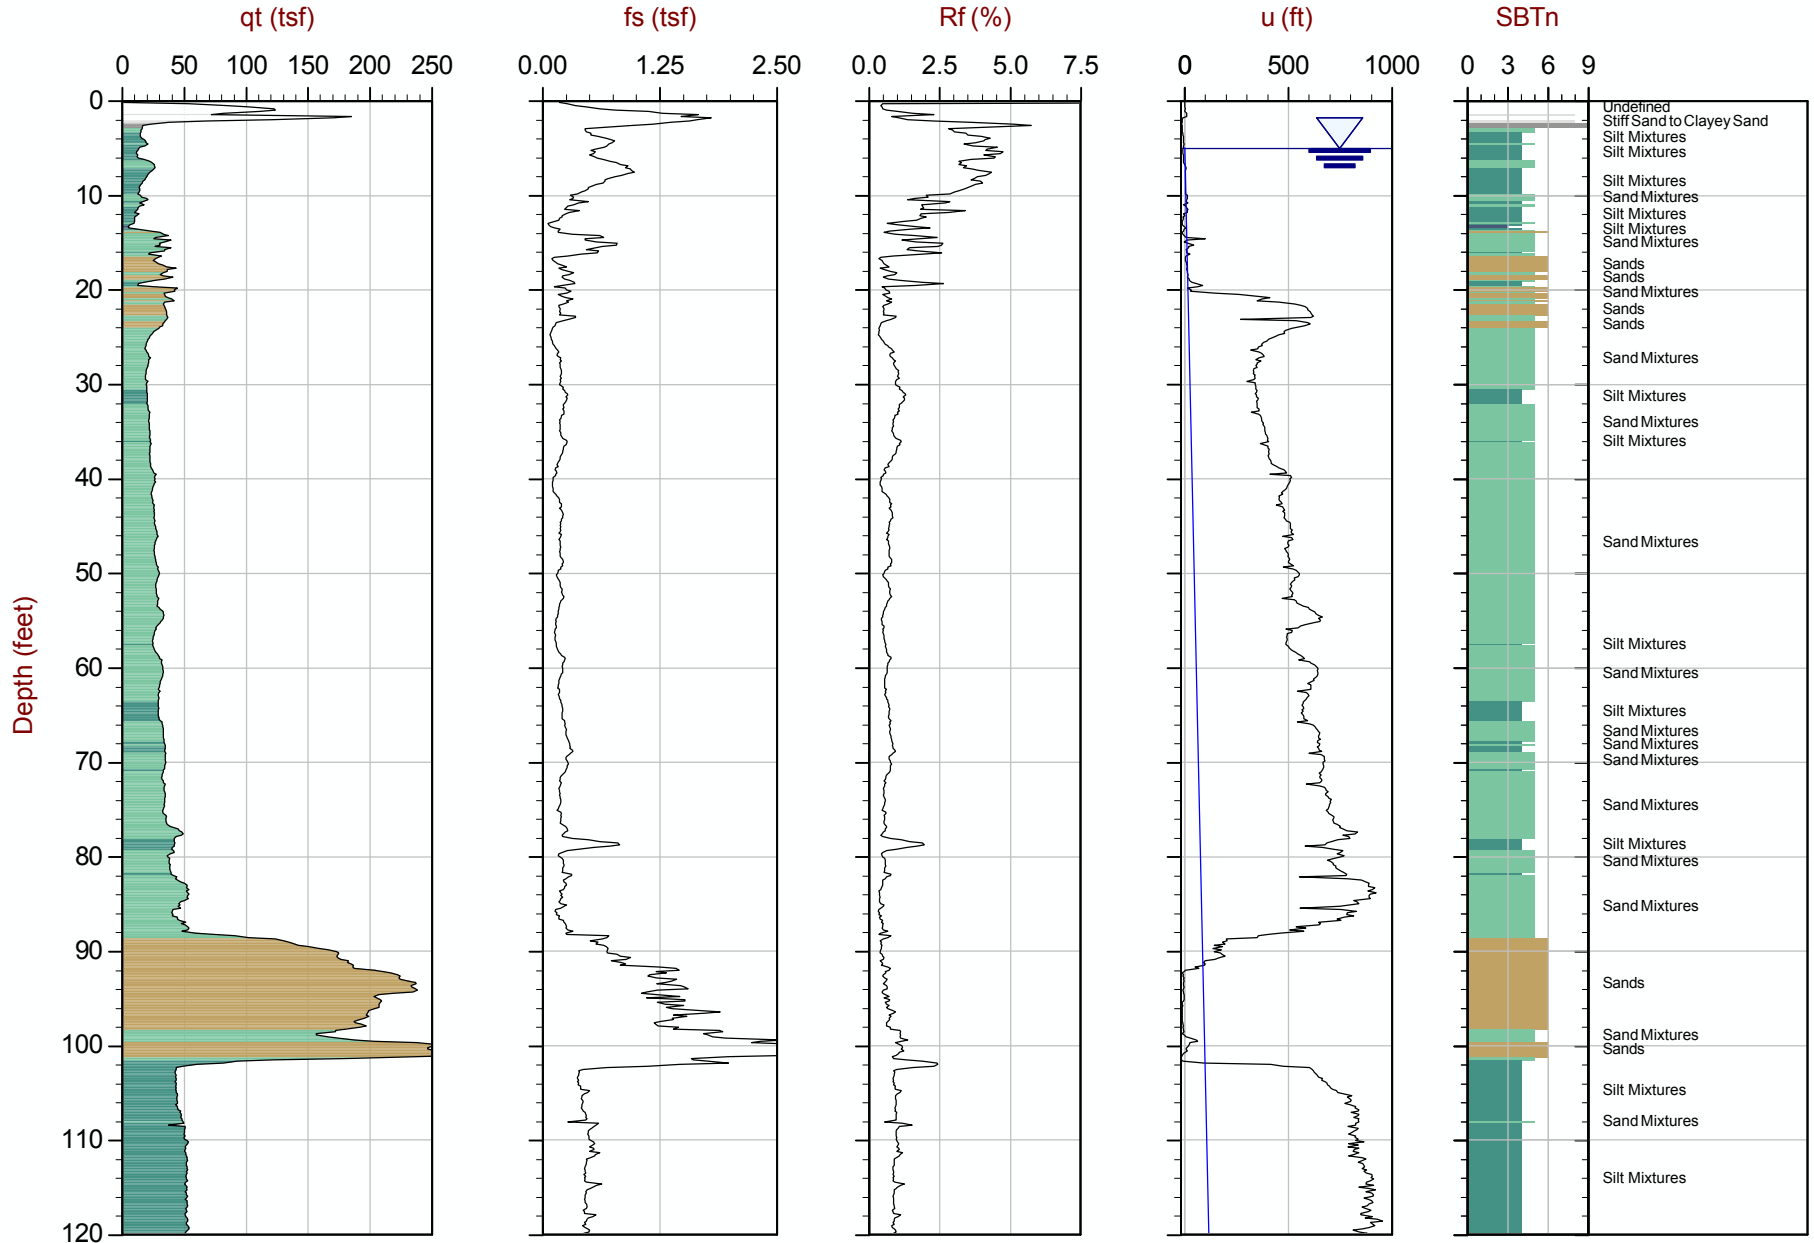 qt (tsf) fs (tsf) Rf (%) u (ft) SBTn
0 50 100 150 200 250 0.00 1.25 2.50 0.0 2.5 5.0 7.5 0 500 1000 0 3 6 9
0
Undefined
Stiff Sand to Clayey Sand
Silt Mixtures
Silt Mixtures
Silt Mixtures
10 Sand Mixtures
Silt Mixtures
Silt Mixtures
Sand Mixtures
Sands
Sands
20 Sand Mixtures
Sands
Sands
Sand Mixtures
30
Silt Mixtures
Sand Mixtures
Silt Mixtures
40
Sand Mixtures
50
Silt Mixtures
60 Sand Mixtures
Depth (feet)
Silt Mixtures
Sand Mixtures
Sand Mixtures
70 Sand Mixtures
Sand Mixtures
Silt Mixtures
80 Sand Mixtures
Sand Mixtures
90
Sands
Sand Mixtures
100 Sands
Silt Mixtures
Sand Mixtures
110
Silt Mixtures
120